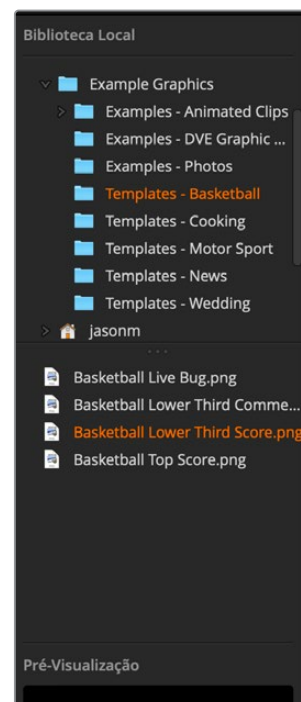 Biblioteca Local
Example Graphics
Examples - Animated Clips
Examples - DVE Graphic ...
Examples - Photos
Templates - Basketball
Templates - Cooking
Templates - Motor Sport
Templates - News
Templates - Wedding
jasonm
Basketball Live Bug.png
Basketball Lower Third Comme...
Basketball Lower Third Score.png
Basketball Top Score.png
Pré-Visualização